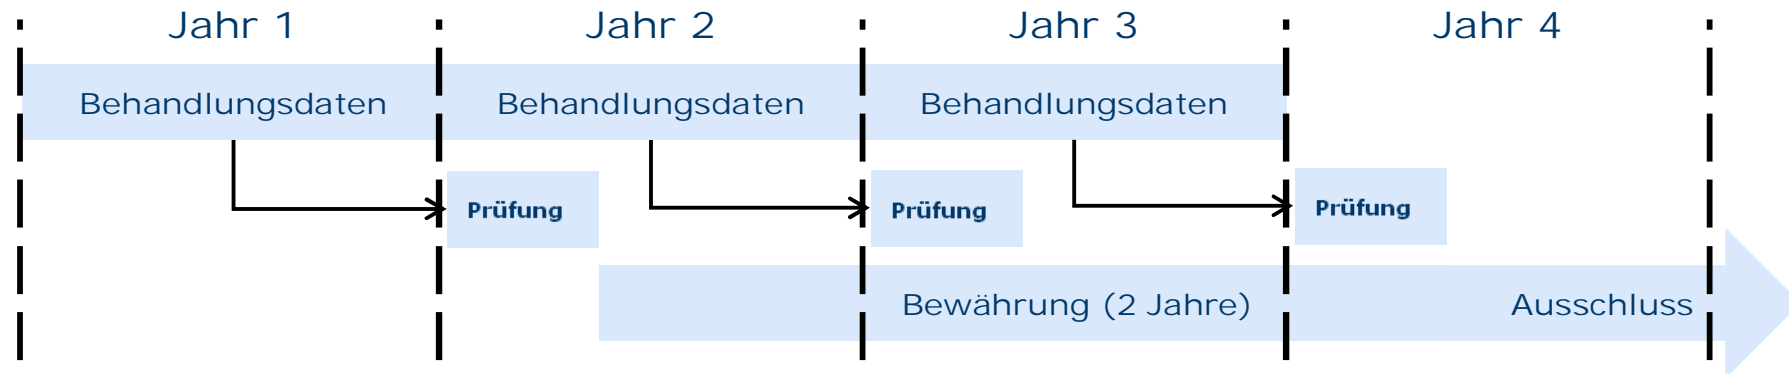 Jahr 1
Jahr 2
Jahr 3
Jahr 4
Behandlungsdaten
Behandlungsdaten
Behandlungsdaten
Prüfung
Prüfung
Prüfung
Bewährung (2 Jahre)
Ausschluss